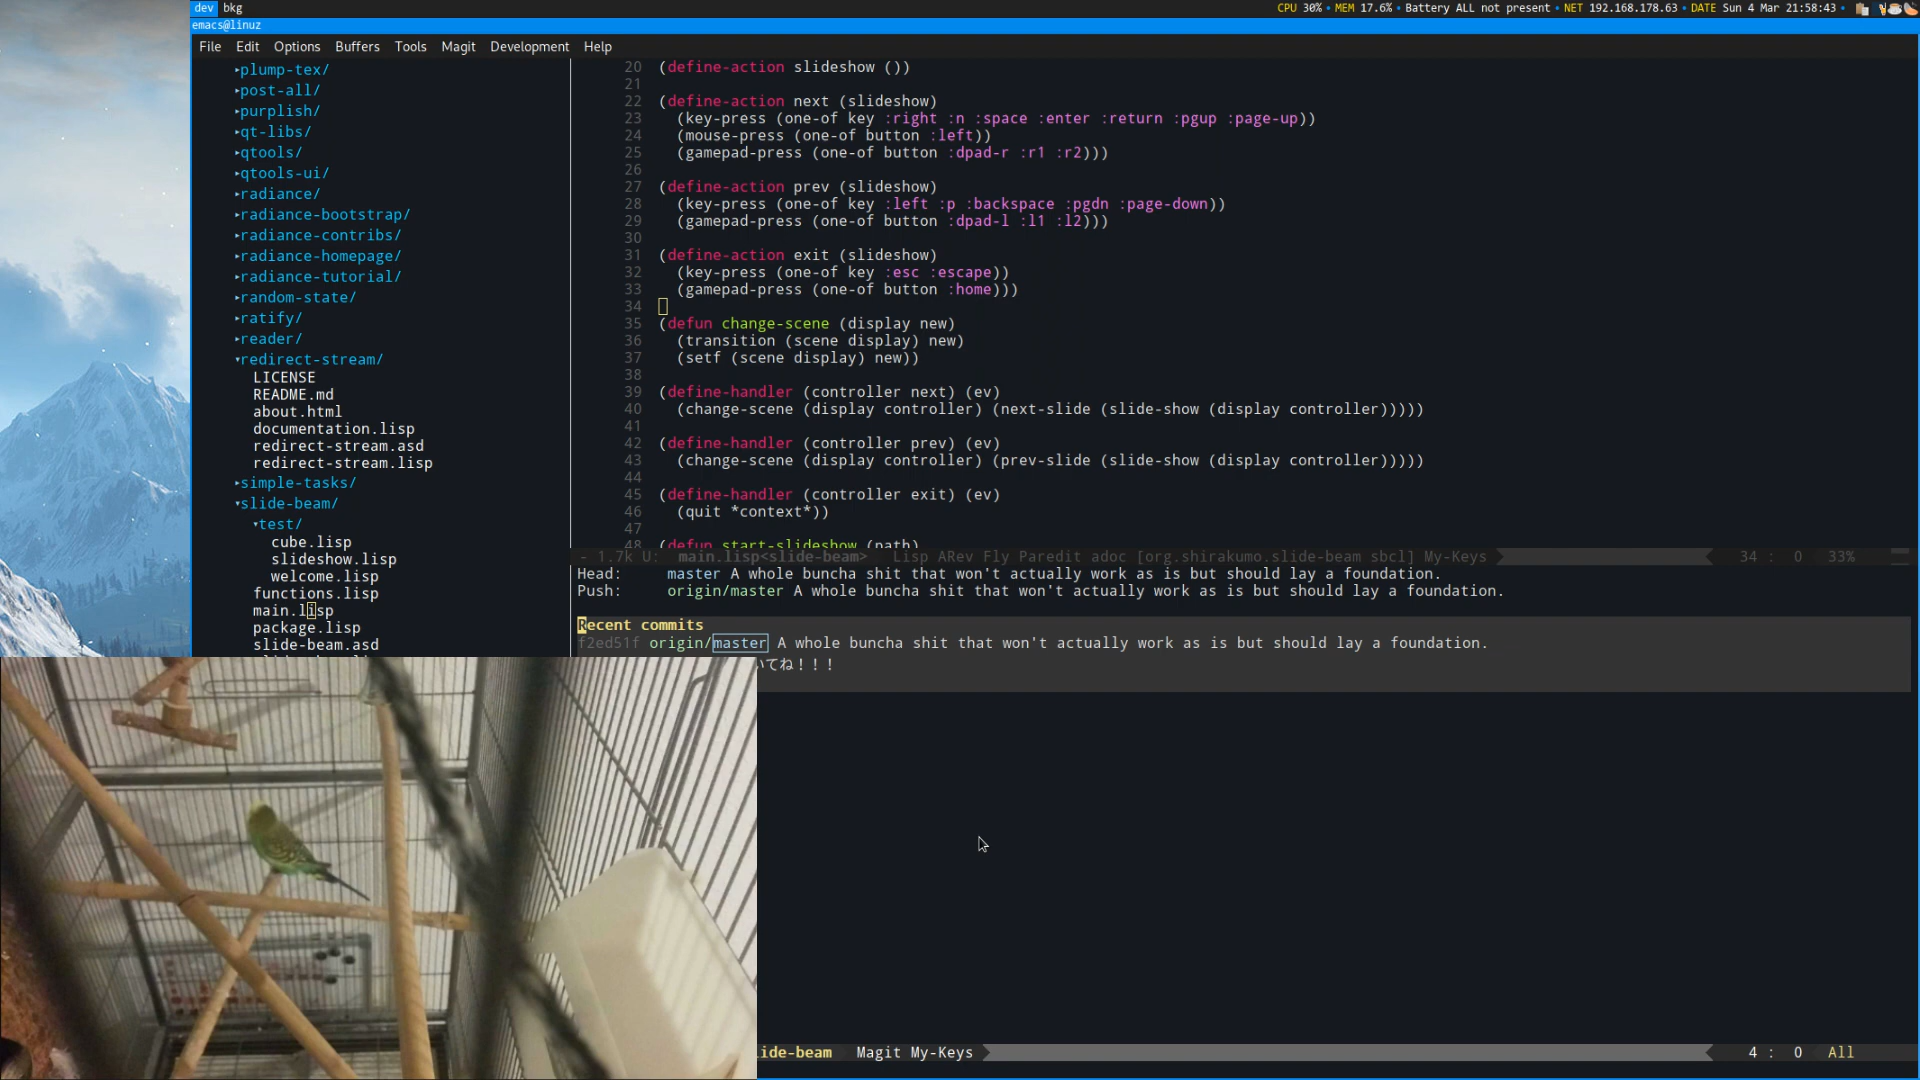 dev bkg
CPU 30% • MEM 17.6% • Battery ALL not present • NET 192.168.178.63 • DATE Sun 4 Mar 21:58:43 •
emacs@linuz
File Edit Options Buffers Tools Magit Development Help
▸plump-tex/
▸post-all/
▸purplish/
▸qt-libs/
▸qtools/
▸qtools-ui/
▸radiance/
▸radiance-bootstrap/
▸radiance-contribs/
▸radiance-homepage/
▸radiance-tutorial/
▸random-state/
▸ratify/
▸reader/
▾redirect-stream/
LICENSE
README.md
about.html
documentation.lisp
redirect-stream.asd
redirect-stream.lisp
▸simple-tasks/
▾slide-beam/
▾test/
cube.lisp
slideshow.lisp
welcome.lisp
functions.lisp
main.lisp
package.lisp
slide-beam.asd
20 (define-action slideshow ())
21
22 (define-action next (slideshow)
23 (key-press (one-of key :right :n :space :enter :return :pgup :page-up))
24 (mouse-press (one-of button :left))
25 (gamepad-press (one-of button :dpad-r :r1 :r2)))
26
27 (define-action prev (slideshow)
28 (key-press (one-of key :left :p :backspace :pgdn :page-down))
29 (gamepad-press (one-of button :dpad-l :l1 :l2)))
30
31 (define-action exit (slideshow)
32 (key-press (one-of key :esc :escape))
33 (gamepad-press (one-of button :home)))
34
35 (defun change-scene (display new)
36 (transition (scene display) new)
37 (setf (scene display) new))
38
39 (define-handler (controller next) (ev)
40 (change-scene (display controller) (next-slide (slide-show (display controller)))))
41
42 (define-handler (controller prev) (ev)
43 (change-scene (display controller) (prev-slide (slide-show (display controller)))))
44
45 (define-handler (controller exit) (ev)
46 (quit *context*))
47
48 (defun start-slideshow (path)
- 1.7k U: main.lisp<slide-beam> Lisp ARev Fly Paredit adoc [org.shirakumo.slide-beam sbcl] My-Keys 34 : 0 33%
Head: master A whole buncha shit that won't actually work as is but should lay a foundation.
Push: origin/master A whole buncha shit that won't actually work as is but should lay a foundation.
Recent commits
f2ed51f origin/master A whole buncha shit that won't actually work as is but should lay a foundation.
いてね！！！
ide-beam Magit My-Keys 4 : 0 All